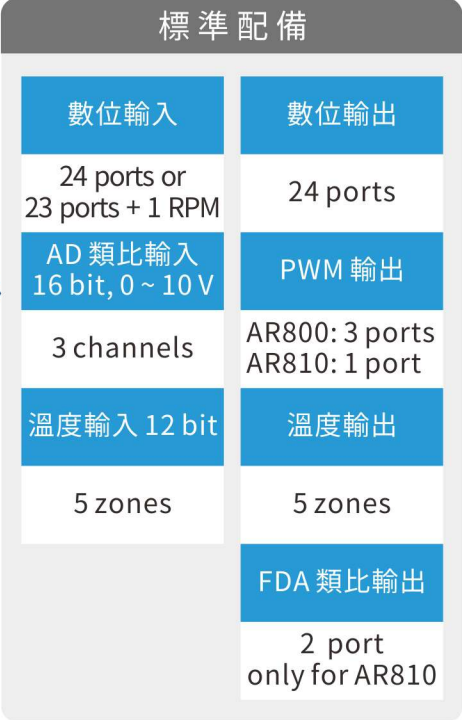 標準配備
數位輸入
24 ports or
23 ports + 1 RPM
AD 類比輸入
16 bit, 0 ~ 10 V
3 channels
溫度輸入 12 bit
5 zones
數位輸出
24 ports
PWM 輸出
AR800: 3 ports
AR810: 1 port
溫度輸出
5 zones
FDA 類比輸出
2 port
only for AR810